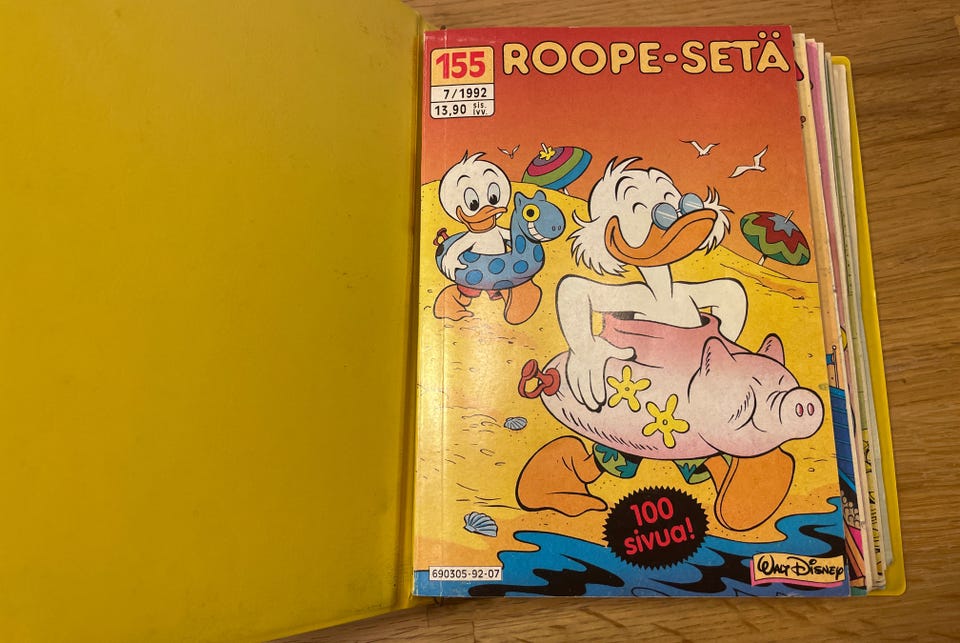 155
ROOPE-SETÄ
7/1992
13,90 sis. lvv.
100
sivua!
690305-92-07
WALT DISNEY